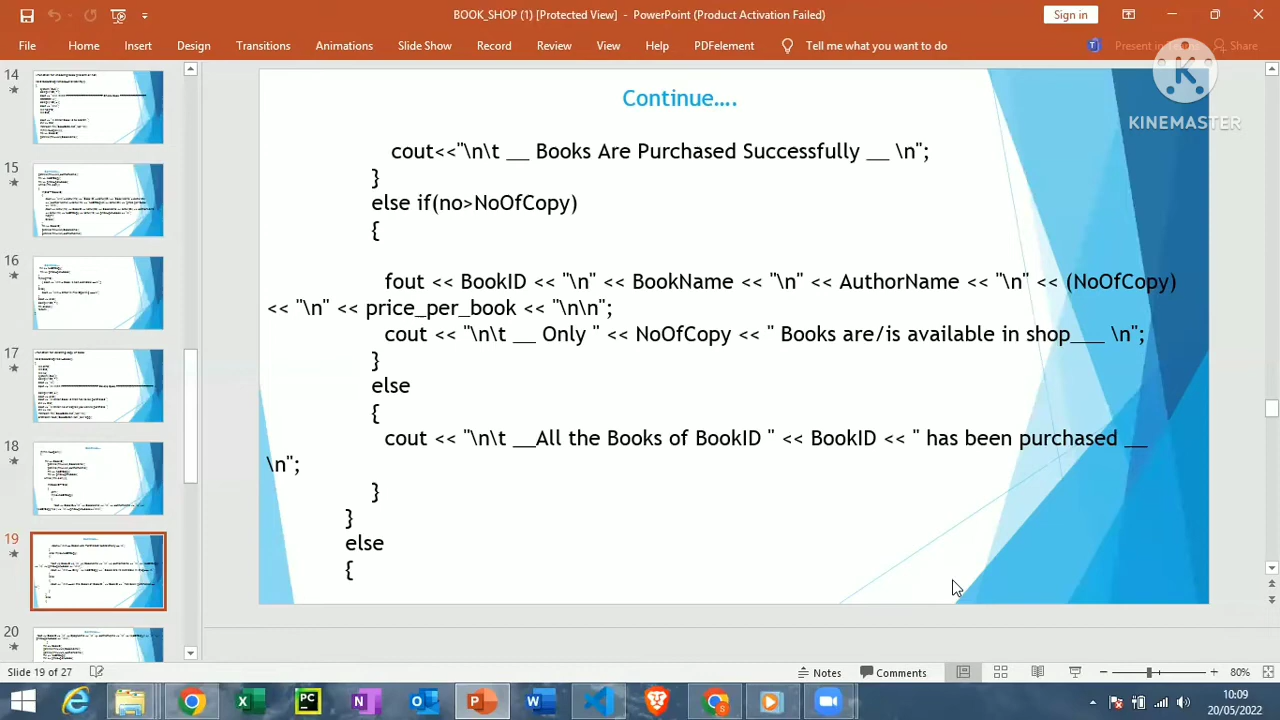 BOOK_SHOP (1) [Protected View] - PowerPoint (Product Activation Failed)
Sign in
File Home Insert Design Transitions Animations Slide Show Record Review View Help PDFelement Tell me what you want to do Present in Teams Share
K
KINEMASTER
14
15
16
17
18
19
20
Continue....
cout<<"\n\t __ Books Are Purchased Successfully __ \n";
}
else if(no>NoOfCopy)
{
fout << BookID << "\n" << BookName << "\n" << AuthorName << "\n" << (NoOfCopy)
<< "\n" << price_per_book << "\n\n";
cout << "\n\t __ Only " << NoOfCopy << " Books are/is available in shop___ \n";
}
else
{
cout << "\n\t __All the Books of BookID " << BookID << " has been purchased __
\n";
}
}
else
{
Slide 19 of 27
Notes Comments 80%
10:09
20/05/2022